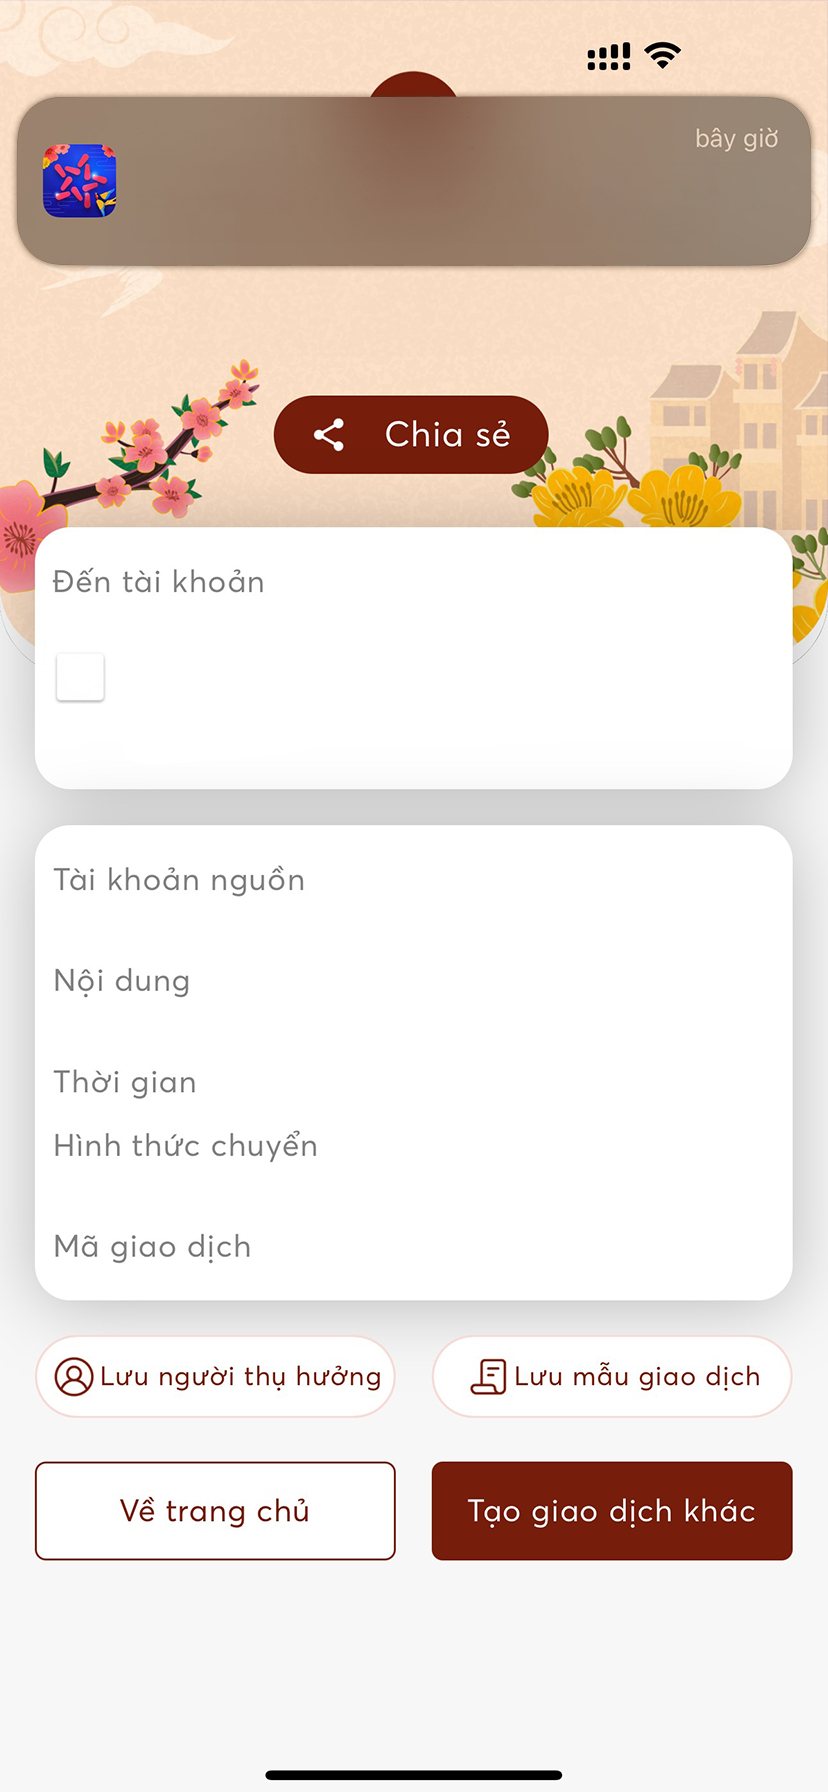 bây giờ
Chia sẻ
Đến tài khoản
Tài khoản nguồn
Nội dung
Thời gian
Hình thức chuyển
Mã giao dịch
Lưu người thụ hưởng
Lưu mẫu giao dịch
Về trang chủ
Tạo giao dịch khác